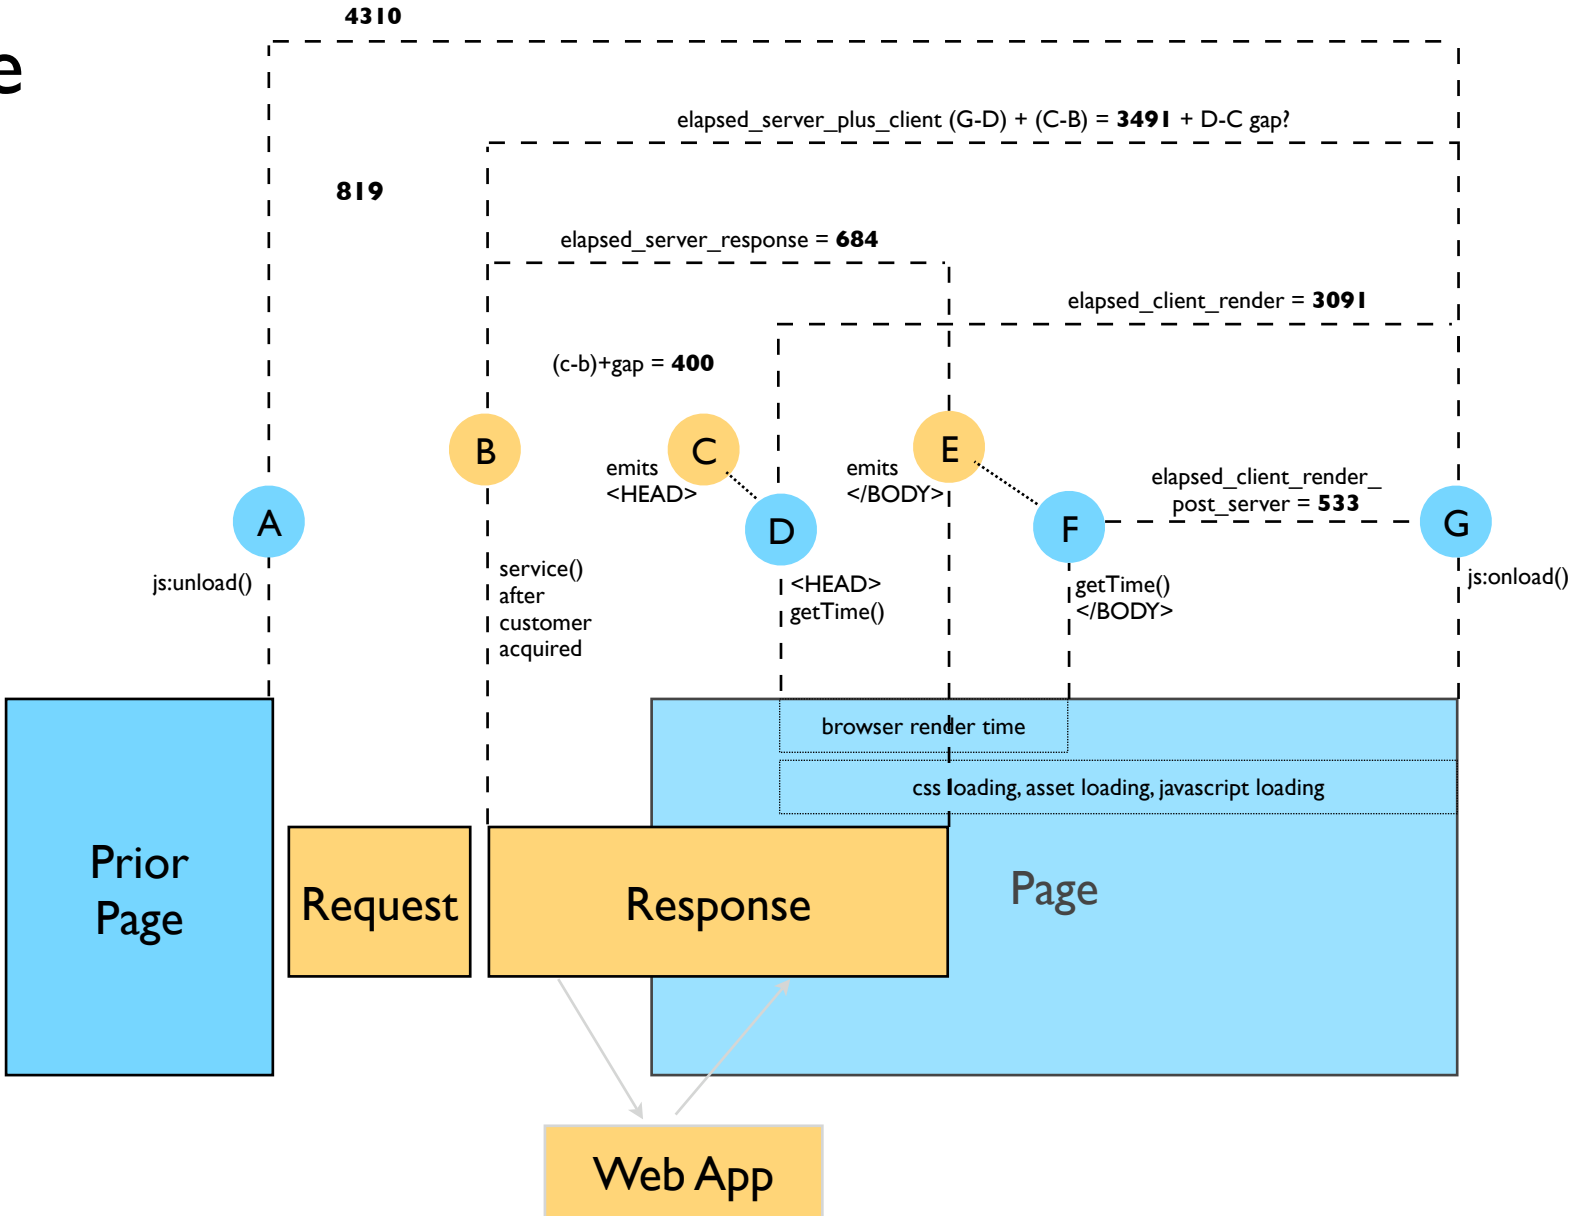 4310
e
elapsed_server_plus_client (G-D) + (C-B) = 3491 + D-C gap?
819
elapsed_server_response = 684
elapsed_client_render = 3091
(c-b)+gap = 400
B
C
E
emits
<HEAD>
emits
</BODY>
elapsed_client_render_
post_server = 533
A
D
F
G
js:unload()
service()
after
customer
acquired
<HEAD>
getTime()
getTime()
</BODY>
js:onload()
browser render time
css loading, asset loading, javascript loading
Prior
Page
Request
Response
Page
Web App